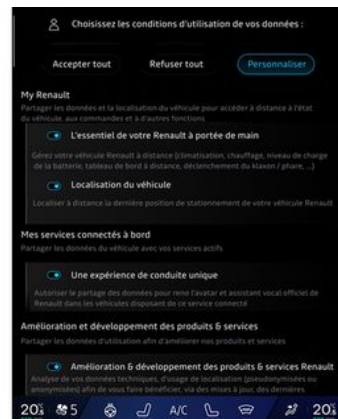 Choisissez les conditions d'utilisation de vos données :
Accepter tout Refuser tout Personnaliser
My Renault
Partager les données et la localisation du véhicule pour accéder à distance à l'état
du véhicule, aux commandes et à d'autres fonctions
L'essentiel de votre Renault à portée de main
Gérez votre véhicule Renault à distance (climatisation, chauffage, niveau de charge
de la batterie, tableau de bord à distance, déclenchement du klaxon / phare, ...)
Localisation du véhicule
Localiser à distance la dernière position de stationnement de votre véhicule Renault
Mes services connectés à bord
Partager les données du véhicule avec vos services actifs
Une expérience de conduite unique
Autoriser le partage des données pour reno l'avatar et assistant vocal officiel de
Renault dans les véhicules disposant de ce service connecté
Amélioration et développement des produits & services
Partager les données d'utilisation afin d'améliorer nos produits et services
Amélioration & développement des produits & services Renault
Analyse de vos données techniques, d'usage de localisation (pseudonymisées ou
anonymisées) afin de vous faire bénéficier, via des mises à jour, des dernières
20⁵ 5 A/C 20⁵